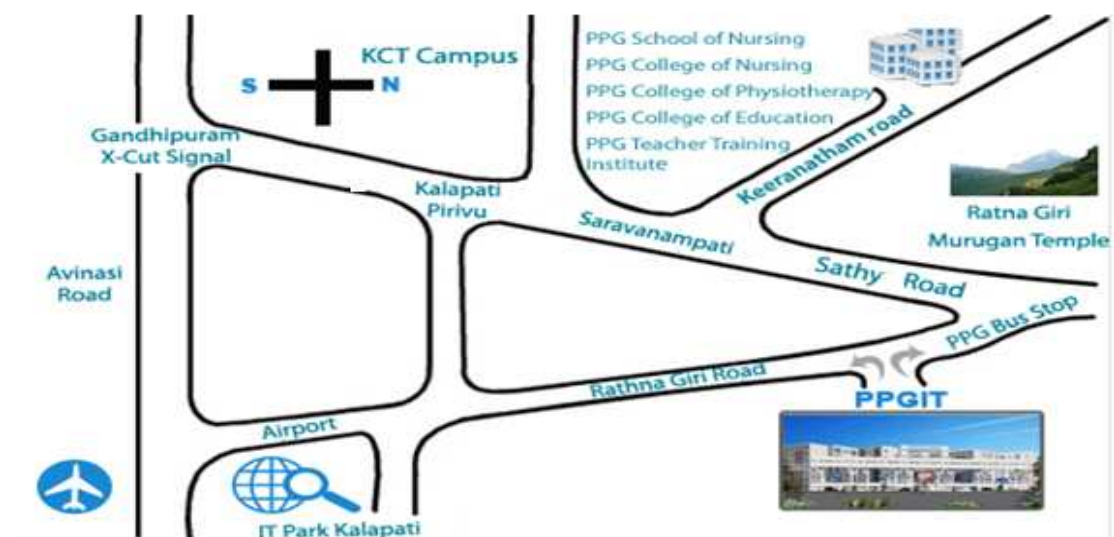 KCT Campus
S
N
PPG School of Nursing
PPG College of Nursing
PPG College of Physiotherapy
PPG College of Education
PPG Teacher Training
Institute
Keeranatham road
Gandhipuram
X-Cut Signal
Kalapati
Pirivu
Saravanampati
Ratna Giri
Murugan Temple
Avinasi
Road
Sathy Road
PPG Bus Stop
Rathna Giri Road
PPGIT
Airport
IT Park Kalapati